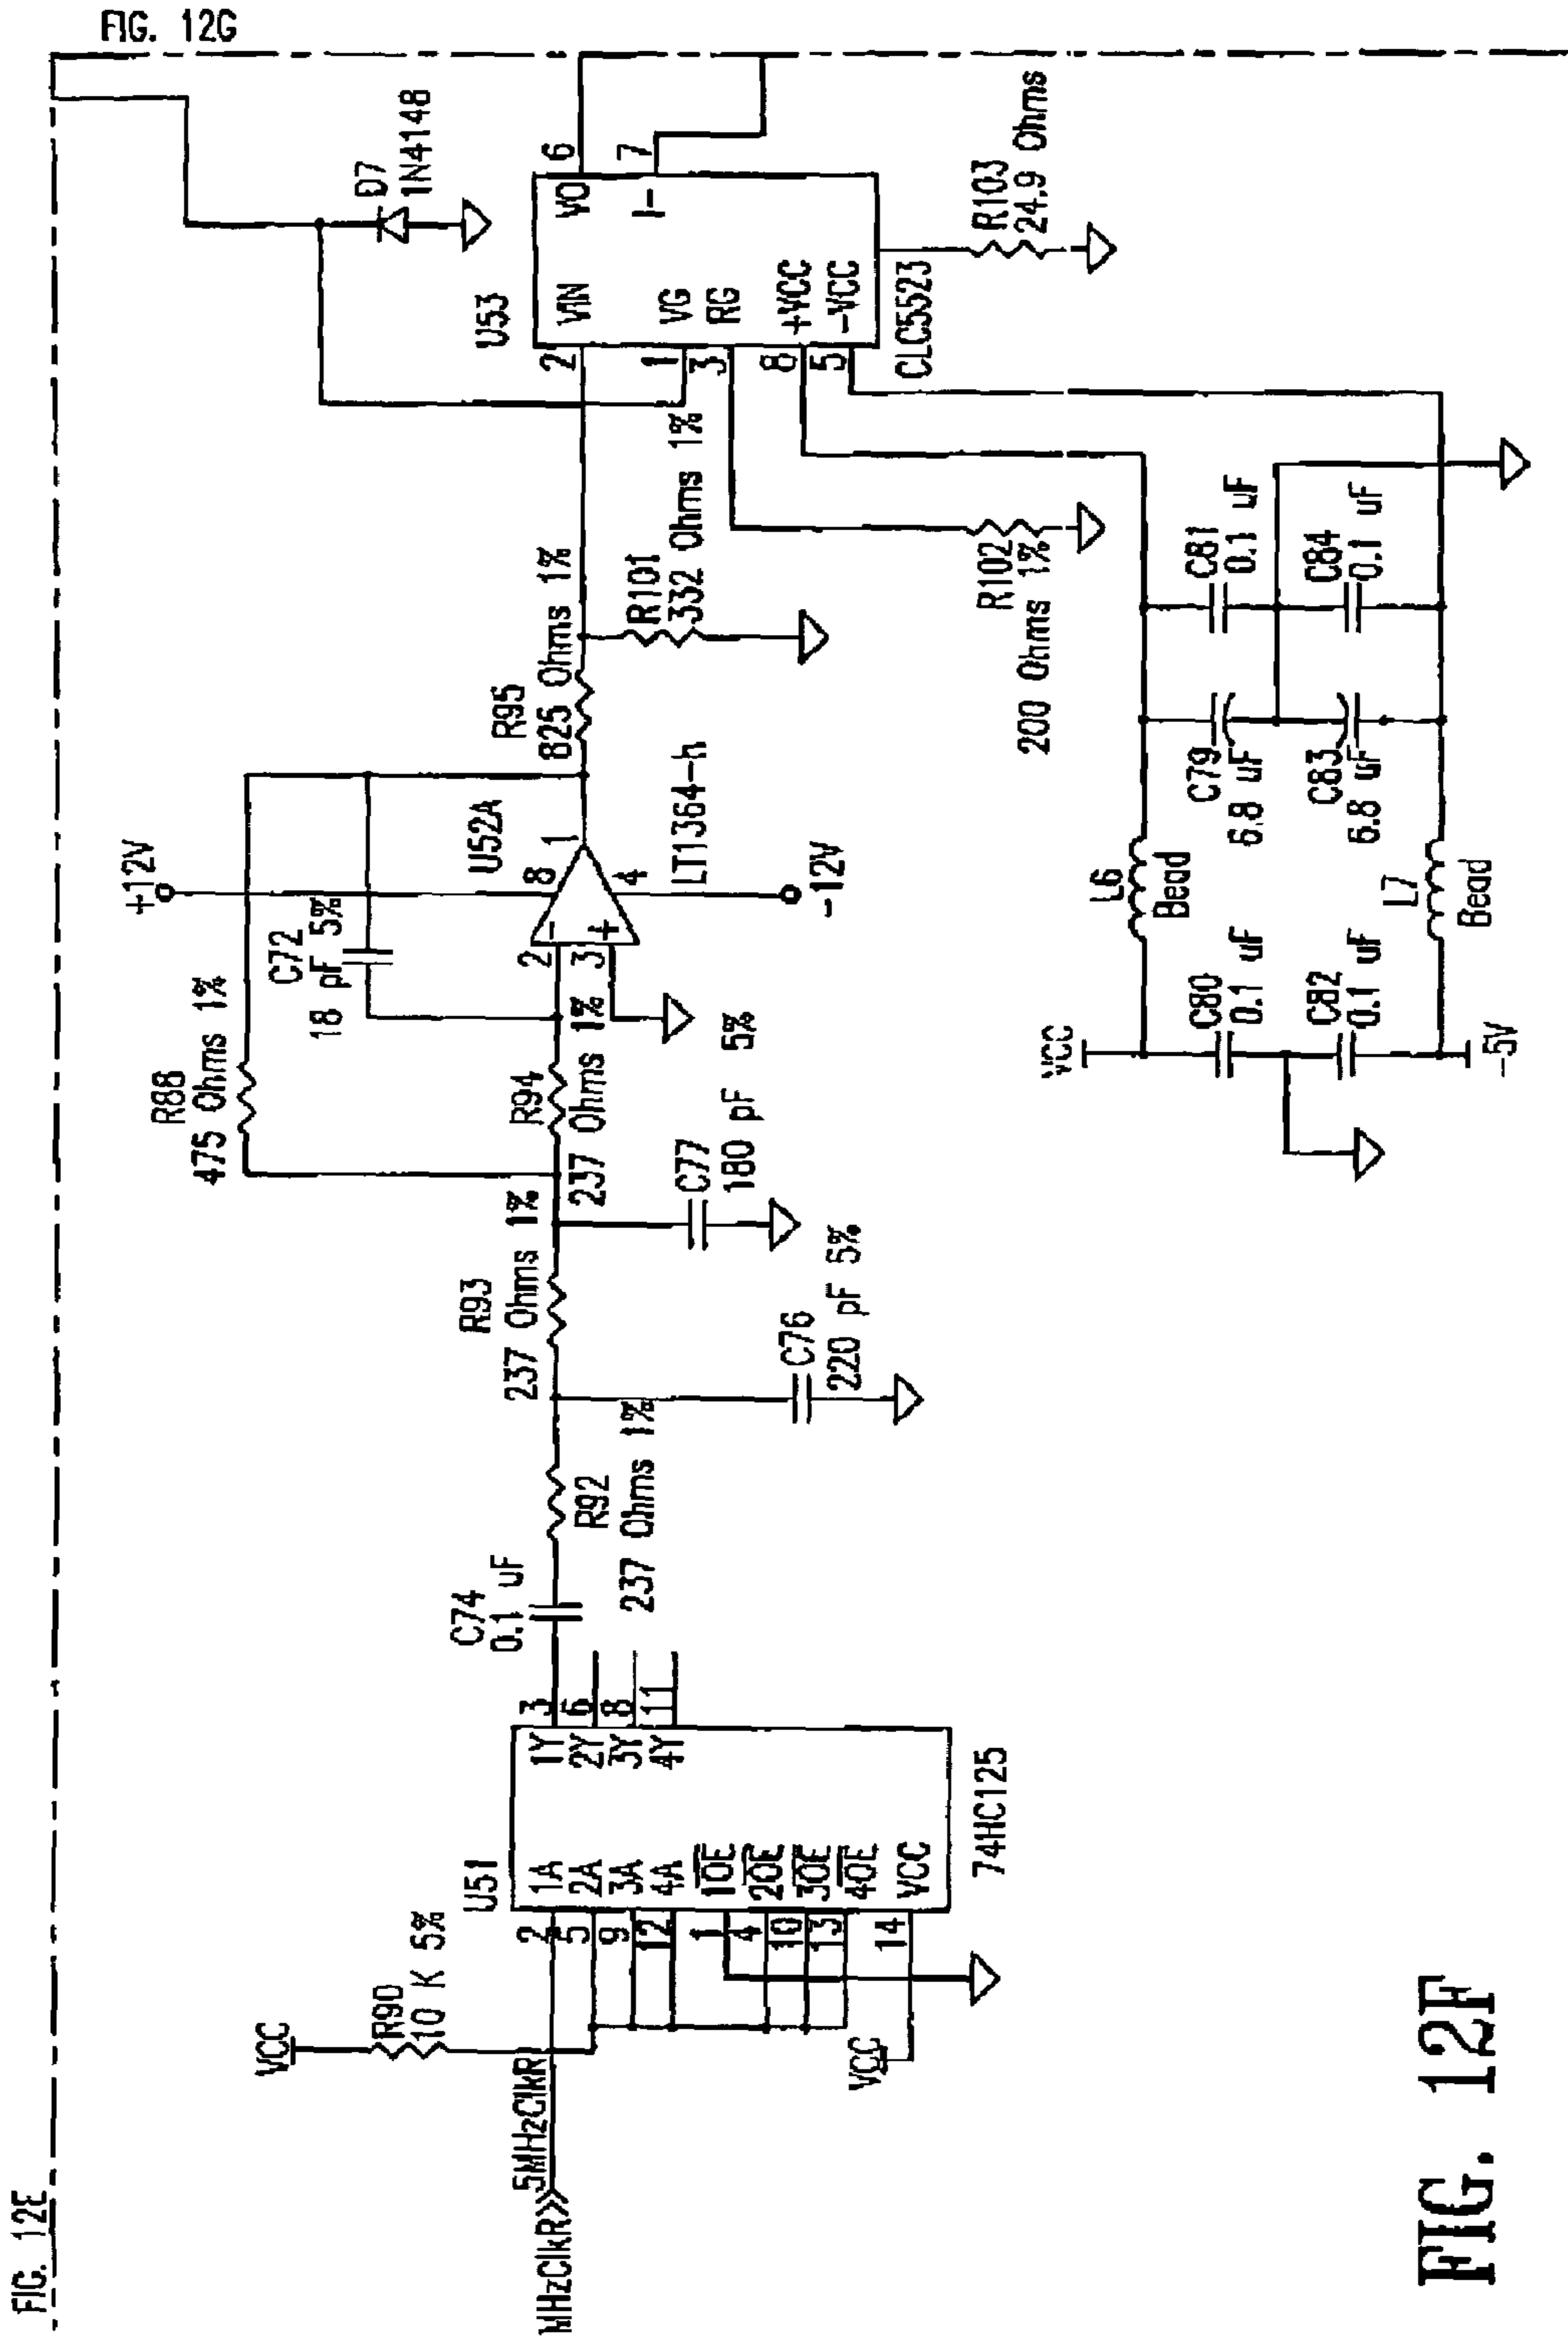 FIG. 12E
FIG. 12G
MHzClkR
5MHzClkR
VCC
R90
10 K 5%
U51
2
5
9
12
1
4
10
13
14
1A
2A
3A
4A
1OE
2OE
3OE
4OE
VCC
VCC
1Y
2Y
3Y
4Y
3
6
8
11
74HC125
C74
0.1 uF
R92
237 Ohms 1%
C76
220 pF 5%
R93
237 Ohms 1%
C77
180 pF 5%
R88
475 Ohms 1%
R94
237 Ohms 1%
C72
18 pF 5%
+12V
U52A
2
3
-
+
8
1
4
LT1364-h
-12V
R95
825 Ohms 1%
R101
332 Ohms 1%
D7
1N4148
U53
2
1
3
8
5
VIN
VG
RG
+VCC
-VCC
VO
I-
6
7
CLC5523
R103
24.9 Ohms
R102
200 Ohms 1%
VCC
C80
0.1 uF
C82
0.1 uF
-5V
L6
Bead
L7
Bead
C79
6.8 uF
C83
6.8 uF
C81
0.1 uF
C84
0.1 uF
FIG. 12F